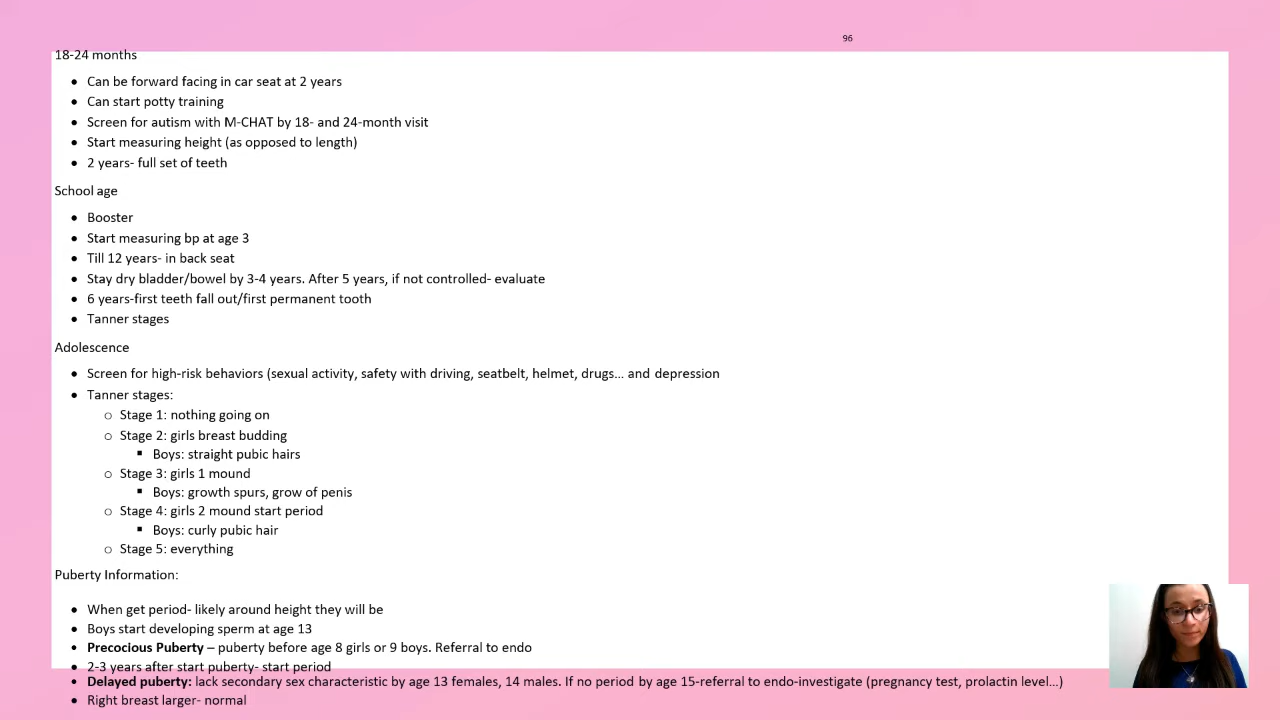 96
18-24 months
• Can be forward facing in car seat at 2 years
• Can start potty training
• Screen for autism with M-CHAT by 18- and 24-month visit
• Start measuring height (as opposed to length)
• 2 years- full set of teeth
School age
• Booster
• Start measuring bp at age 3
• Till 12 years- in back seat
• Stay dry bladder/bowel by 3-4 years. After 5 years, if not controlled- evaluate
• 6 years-first teeth fall out/first permanent tooth
• Tanner stages
Adolescence
• Screen for high-risk behaviors (sexual activity, safety with driving, seatbelt, helmet, drugs... and depression
• Tanner stages:
o Stage 1: nothing going on
o Stage 2: girls breast budding
▪ Boys: straight pubic hairs
o Stage 3: girls 1 mound
▪ Boys: growth spurs, grow of penis
o Stage 4: girls 2 mound start period
▪ Boys: curly pubic hair
o Stage 5: everything
Puberty Information:
• When get period- likely around height they will be
• Boys start developing sperm at age 13
• Precocious Puberty – puberty before age 8 girls or 9 boys. Referral to endo
• 2-3 years after start puberty- start period
• Delayed puberty: lack secondary sex characteristic by age 13 females, 14 males. If no period by age 15-referral to endo-investigate (pregnancy test, prolactin level...)
• Right breast larger- normal